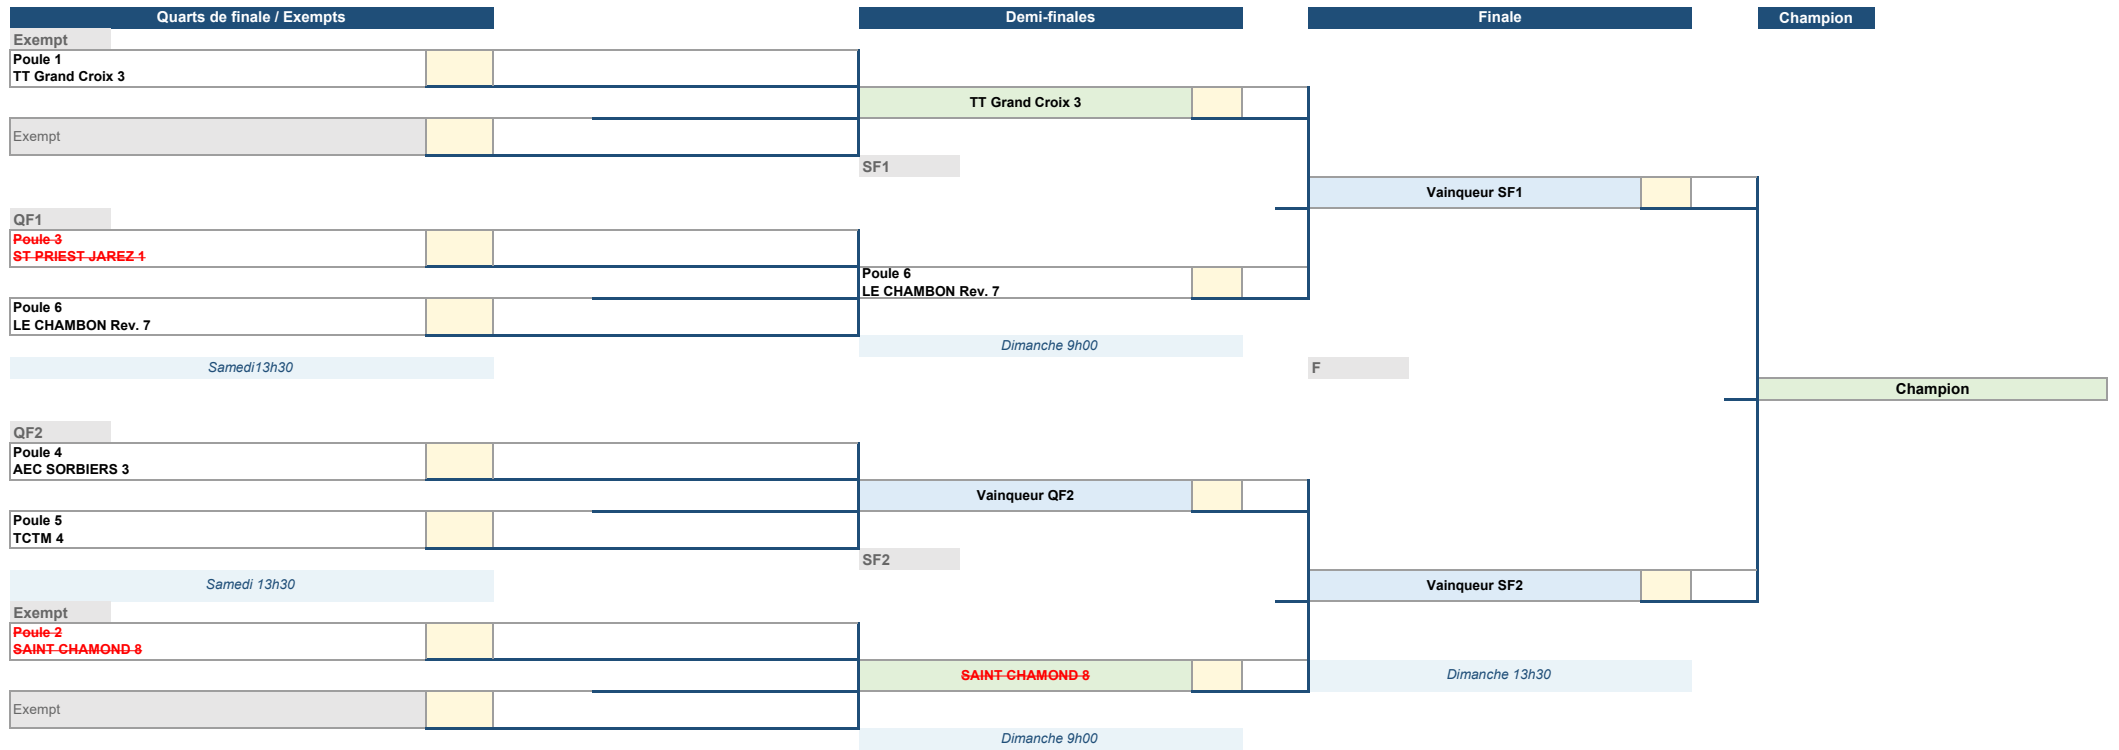 Quarts de finale / Exempts
Demi-finales
Finale
Champion
Exempt
Poule 1
TT Grand Croix 3
TT Grand Croix 3
Exempt
SF1
Vainqueur SF1
QF1
Poule 3
ST PRIEST JAREZ 1
Poule 6
LE CHAMBON Rev. 7
Poule 6
LE CHAMBON Rev. 7
Dimanche 9h00
Samedi13h30
F
Champion
QF2
Poule 4
AEC SORBIERS 3
Vainqueur QF2
Poule 5
TCTM 4
SF2
Samedi 13h30
Vainqueur SF2
Exempt
Poule 2
SAINT CHAMOND 8
SAINT CHAMOND 8
Dimanche 13h30
Exempt
Dimanche 9h00